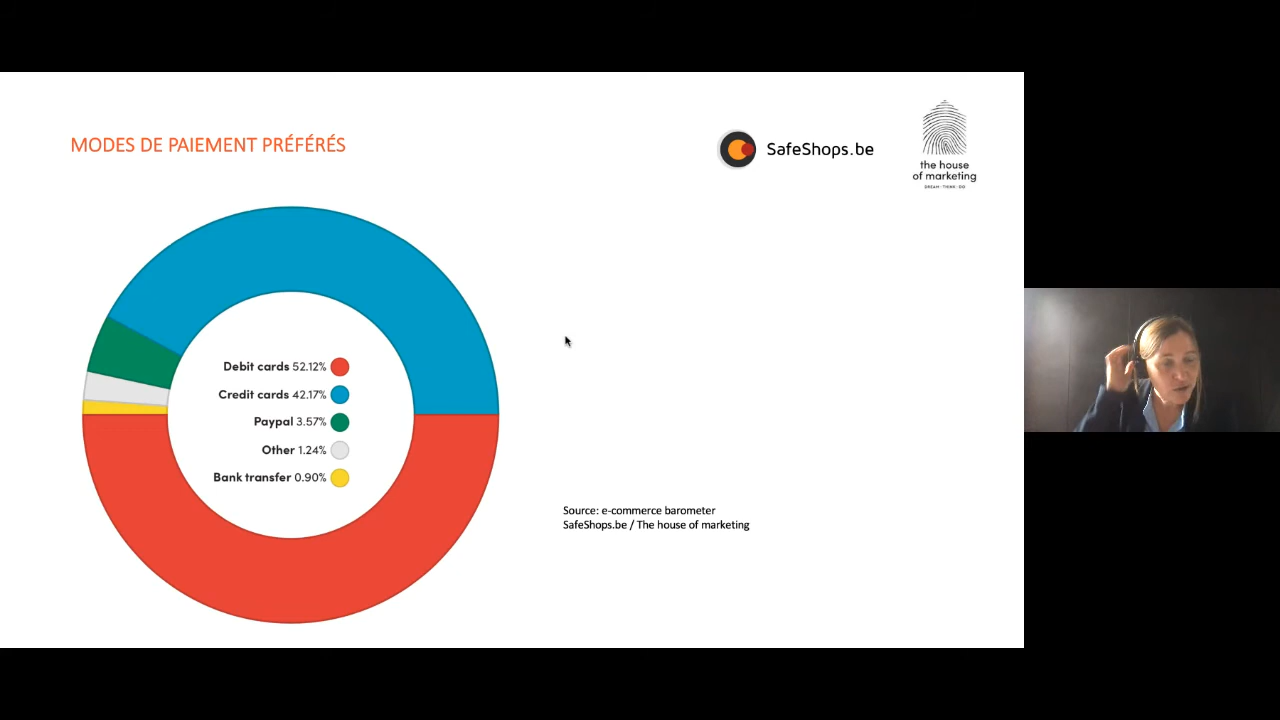 MODES DE PAIEMENT PRÉFÉRÉS
SafeShops.be
the house
of marketing
DREAM · THINK · DO
Debit cards 52.12%
Credit cards 42.17%
Paypal 3.57%
Other 1.24%
Bank transfer 0.90%
Source: e-commerce barometer
SafeShops.be / The house of marketing